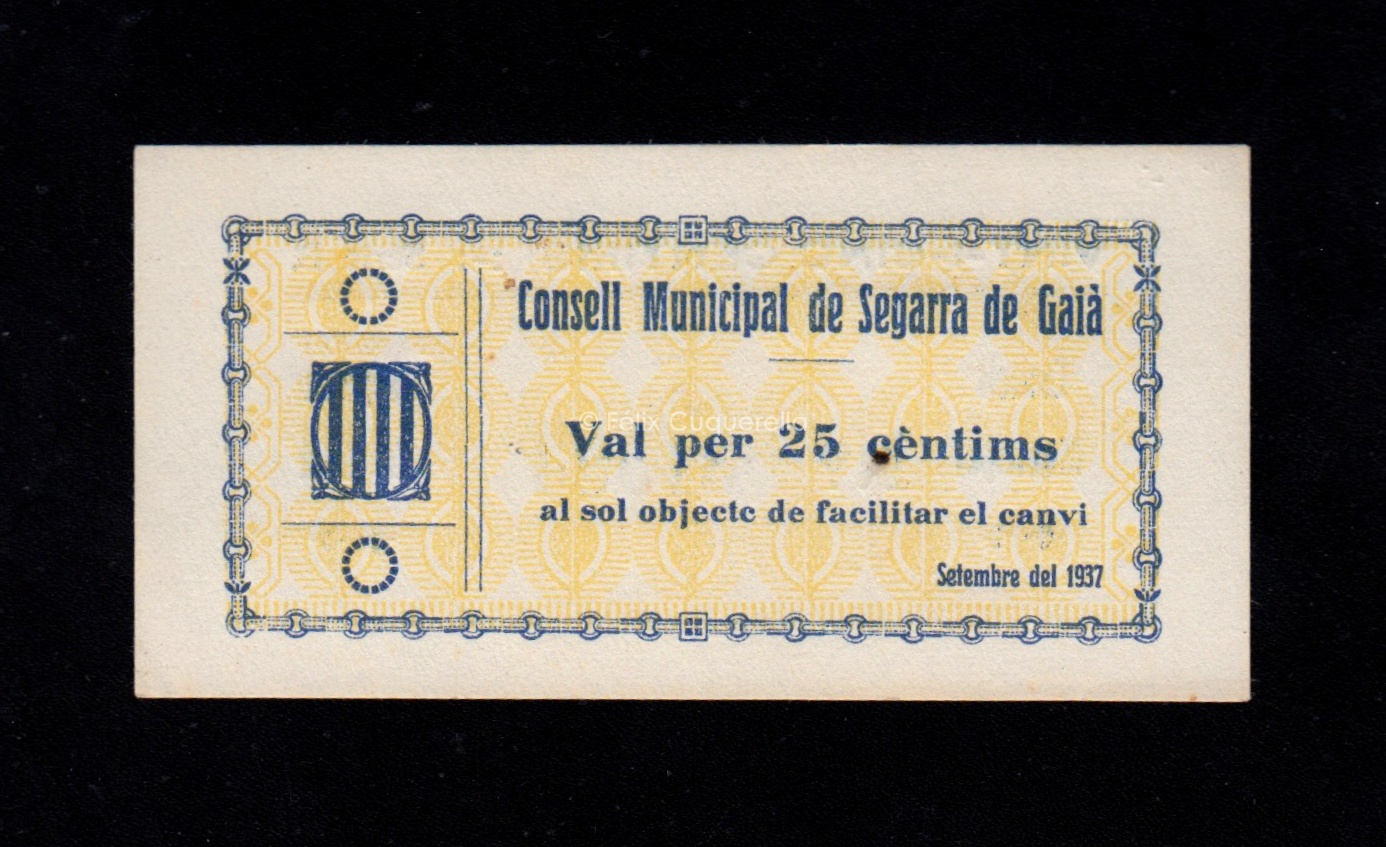 Consell Municipal de Segarra de Gaià
© Fèlix Cuquerella
Val per 25 cèntims
al sol objecte de facilitar el canvi
Setembre del 1937